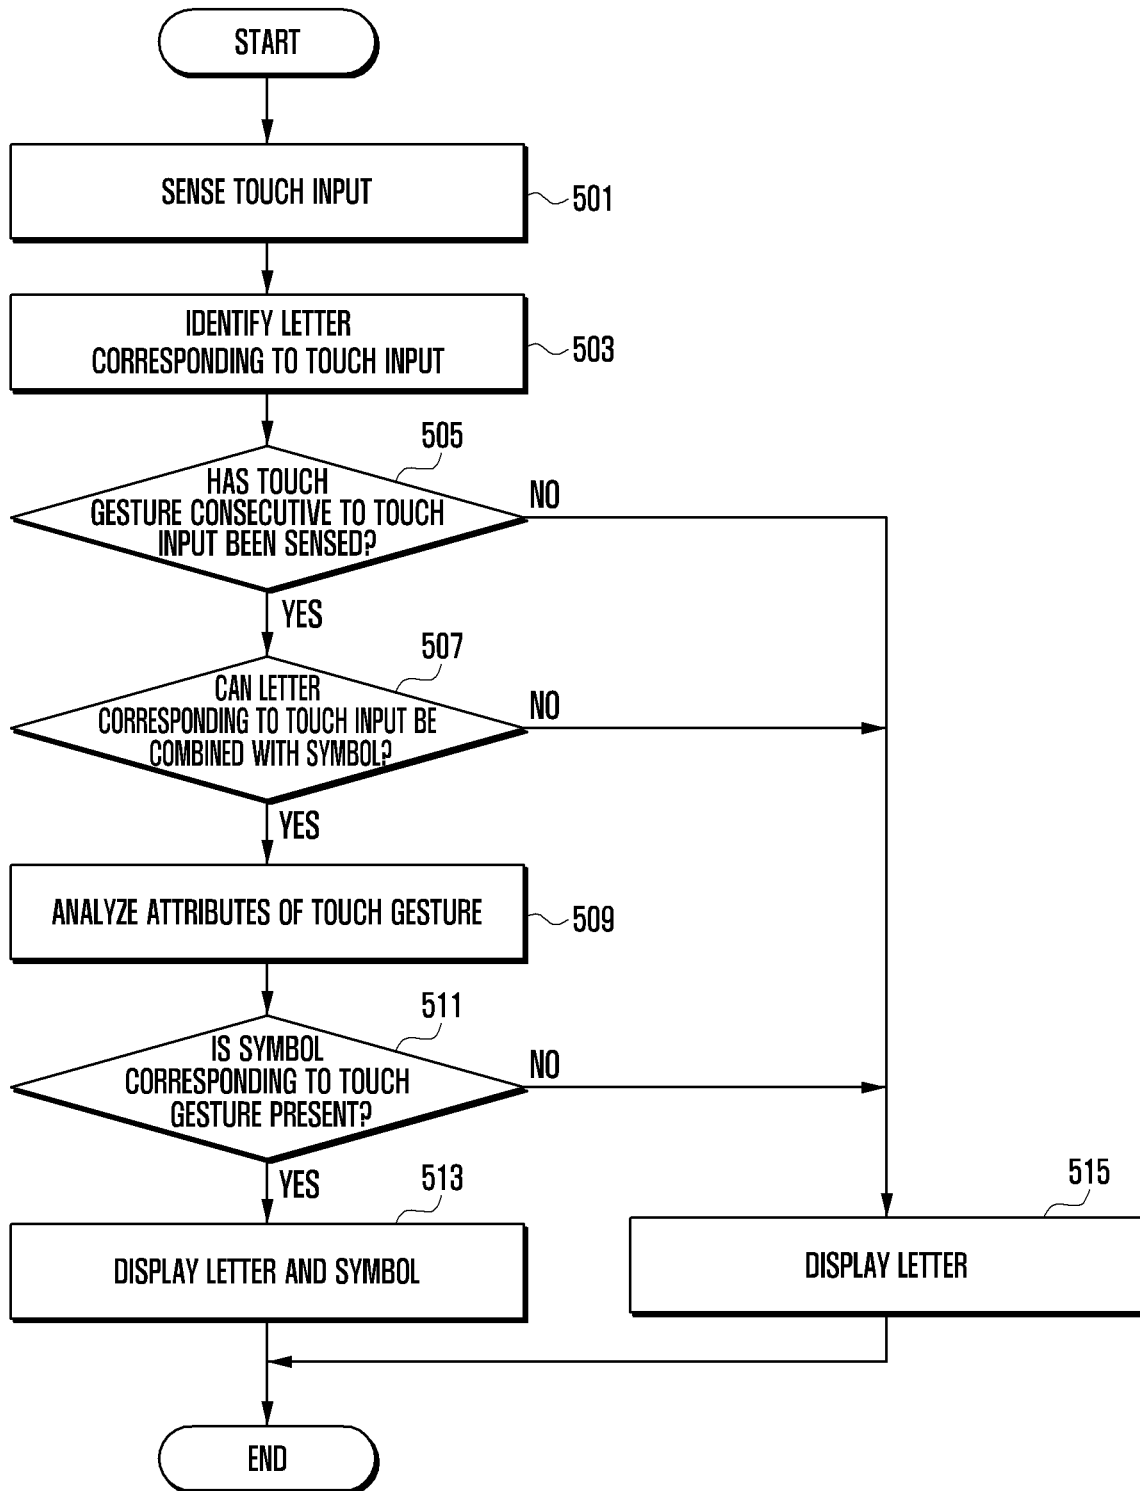 START
SENSE TOUCH INPUT
501
IDENTIFY LETTER
CORRESPONDING TO TOUCH INPUT
503
505
HAS TOUCH
GESTURE CONSECUTIVE TO TOUCH
INPUT BEEN SENSED?
NO
YES
507
CAN LETTER
CORRESPONDING TO TOUCH INPUT BE
COMBINED WITH SYMBOL?
NO
YES
ANALYZE ATTRIBUTES OF TOUCH GESTURE
509
511
IS SYMBOL
CORRESPONDING TO TOUCH
GESTURE PRESENT?
NO
YES
513
DISPLAY LETTER AND SYMBOL
515
DISPLAY LETTER
END